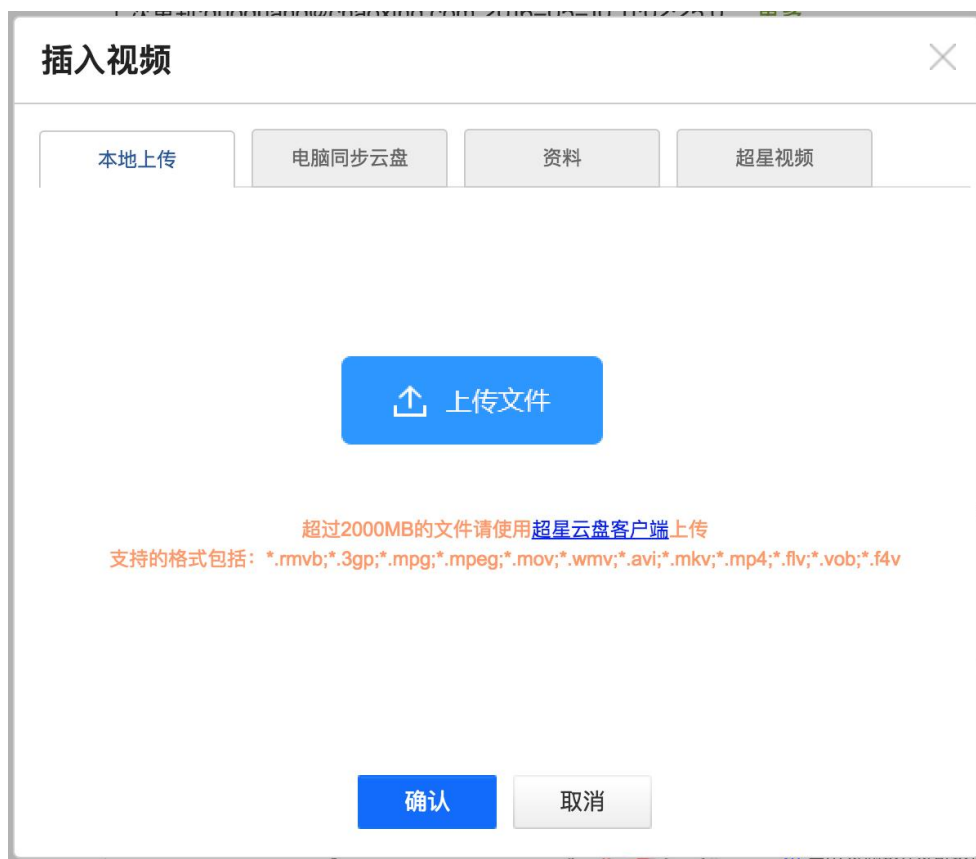 插入视频
本地上传 电脑同步云盘 资料 超星视频
上传文件
超过2000MB的文件请使用超星云盘客户端上传
支持的格式包括：*.rmvb;*.3gp;*.mpg;*.mpeg;*.mov;*.wmv;*.avi;*.mkv;*.mp4;*.flv;*.vob;*.f4v
确认 取消